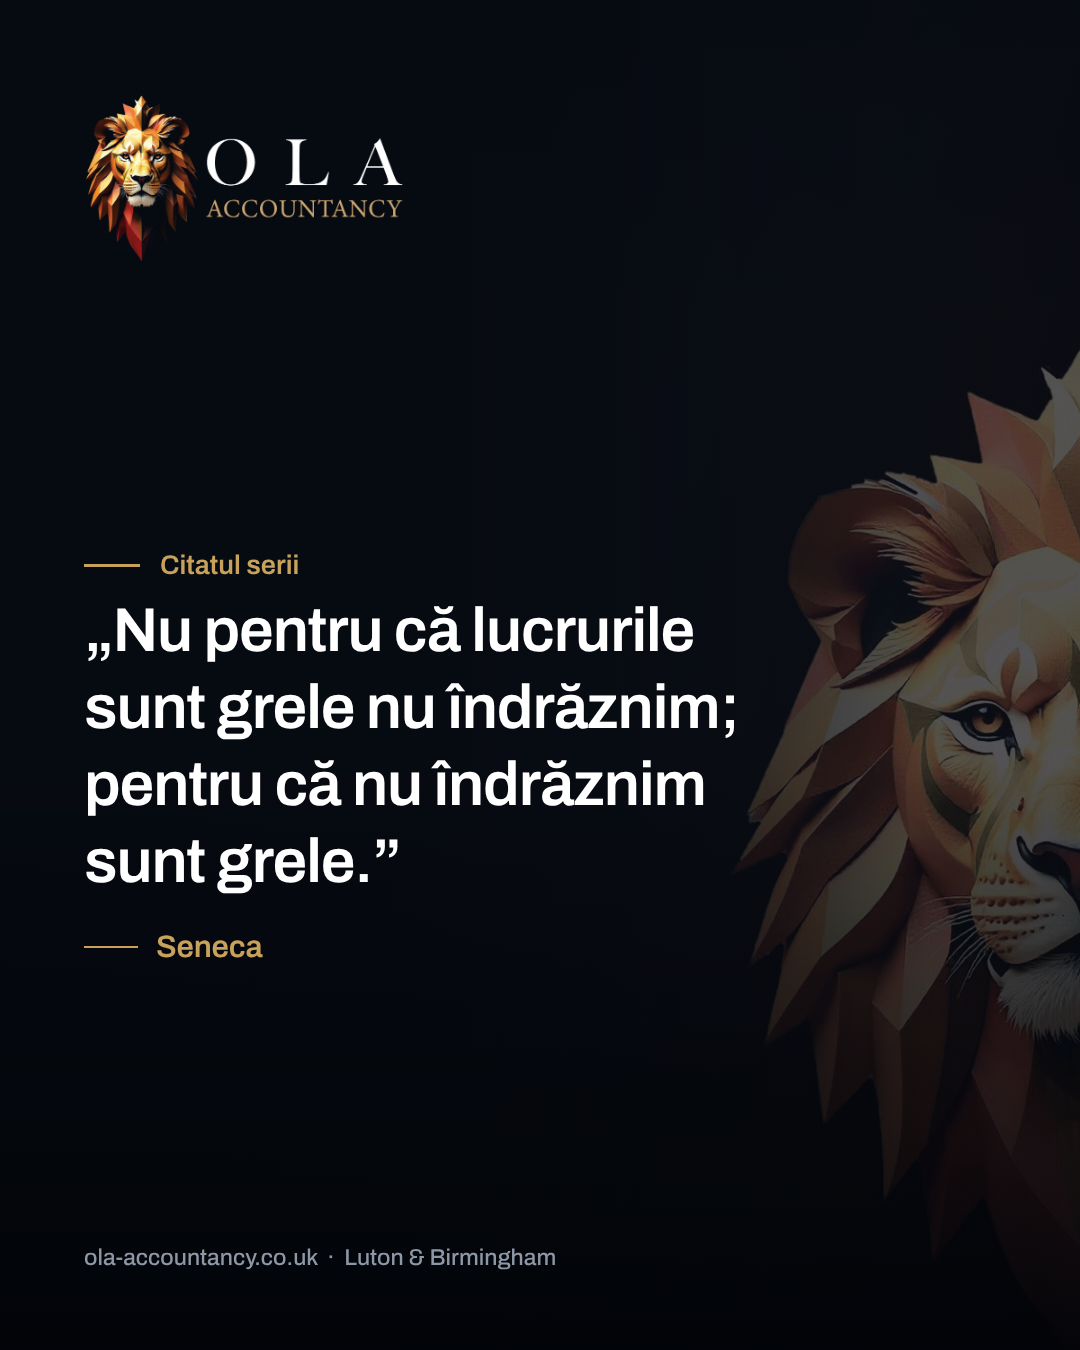 OLA
ACCOUNTANCY
Citatul serii
„Nu pentru că lucrurile
sunt grele nu îndrăznim;
pentru că nu îndrăznim
sunt grele.”
Seneca
ola-accountancy.co.uk · Luton & Birmingham